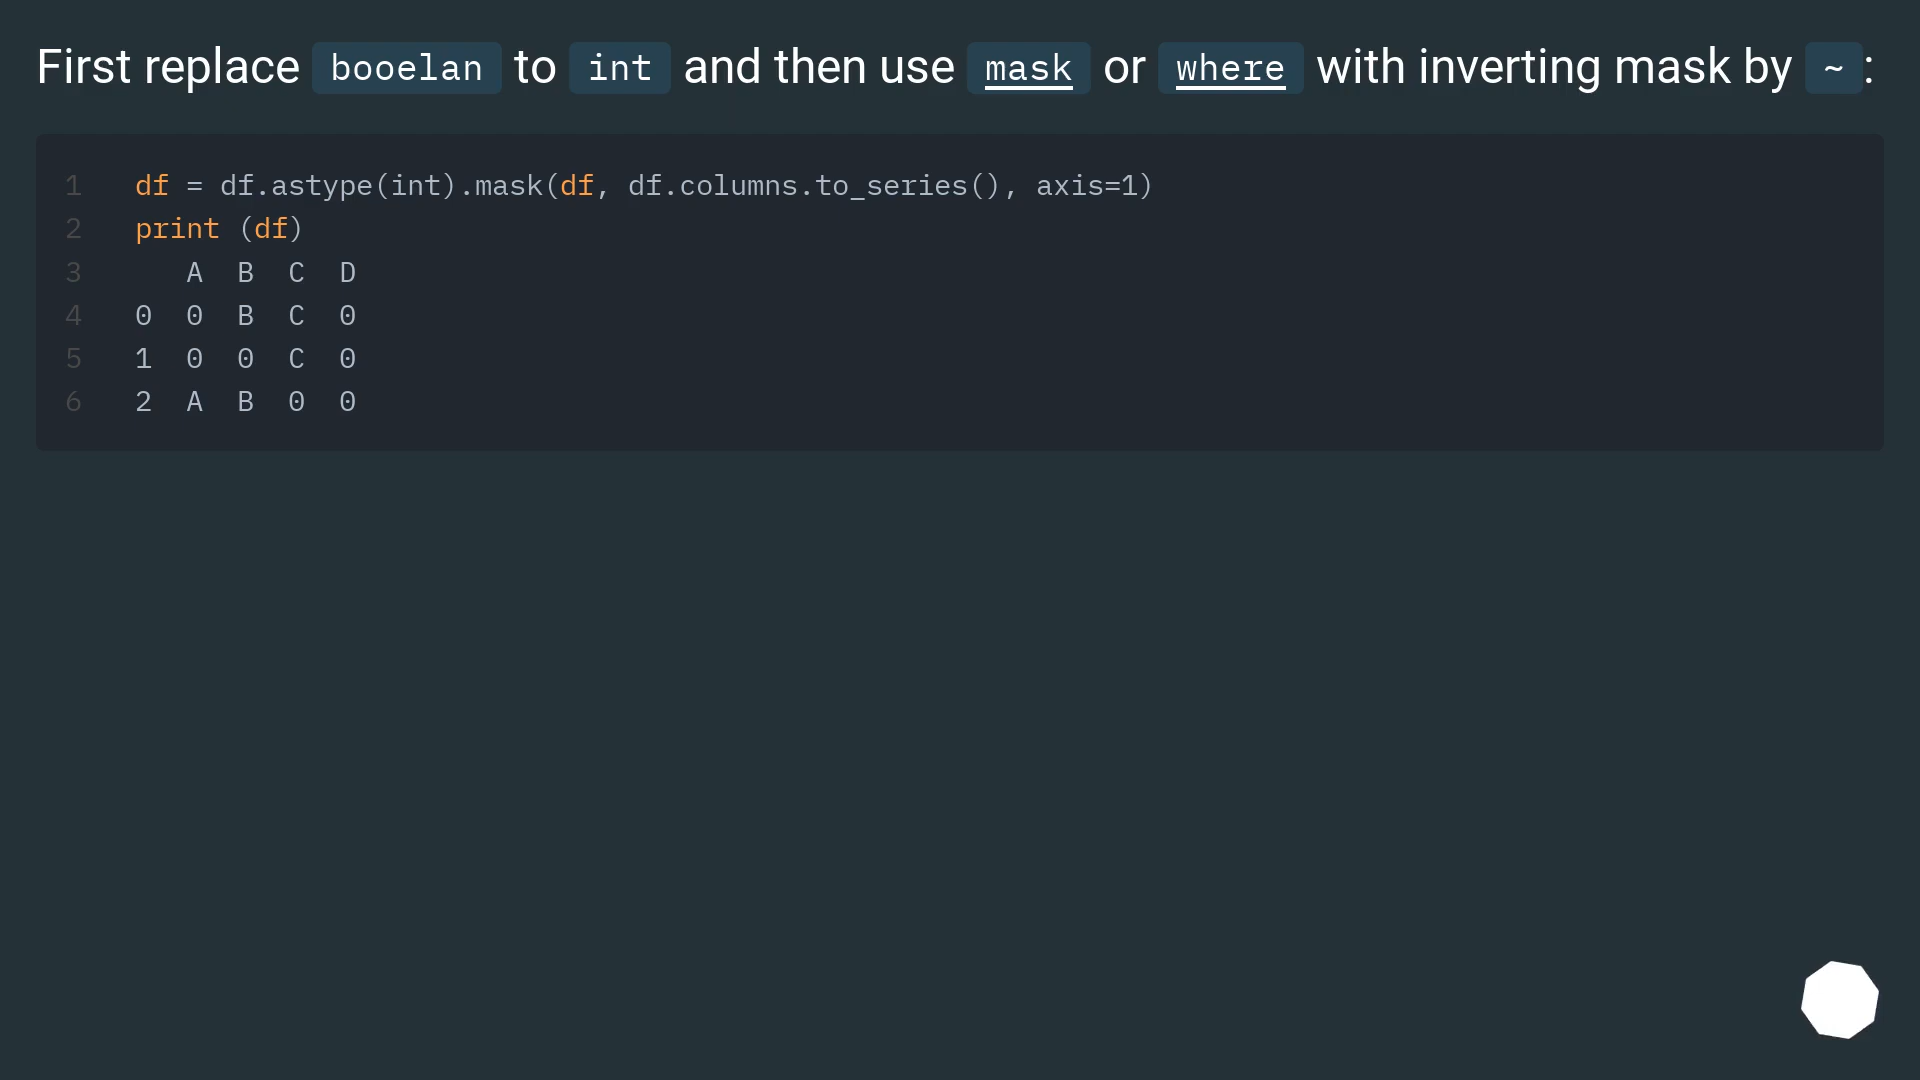 First replace booelan to int and then use mask or where with inverting mask by ~:
1 df = df.astype(int).mask(df, df.columns.to_series(), axis=1)
2 print (df)
3    A  B  C  D
4 0  0  B  C  0
5 1  0  0  C  0
6 2  A  B  0  0